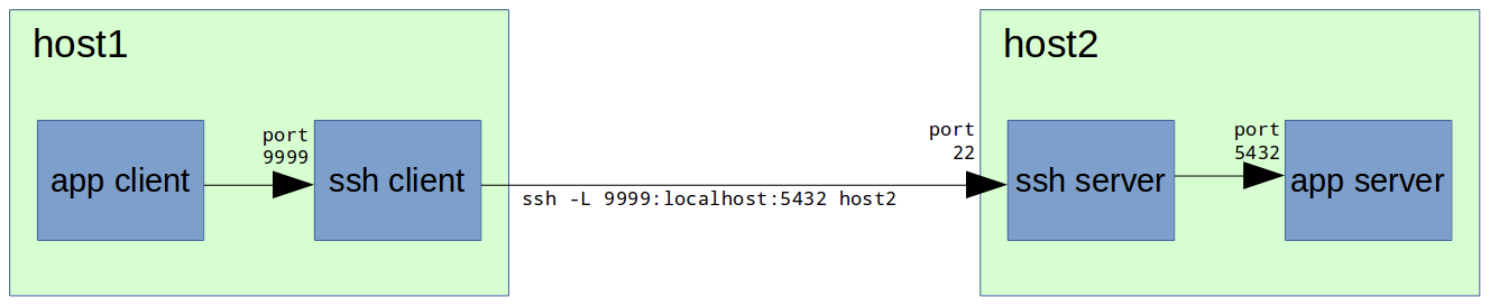 host1
app client
port
9999
ssh client
ssh -L 9999:localhost:5432 host2
host2
port
22
ssh server
port
5432
app server